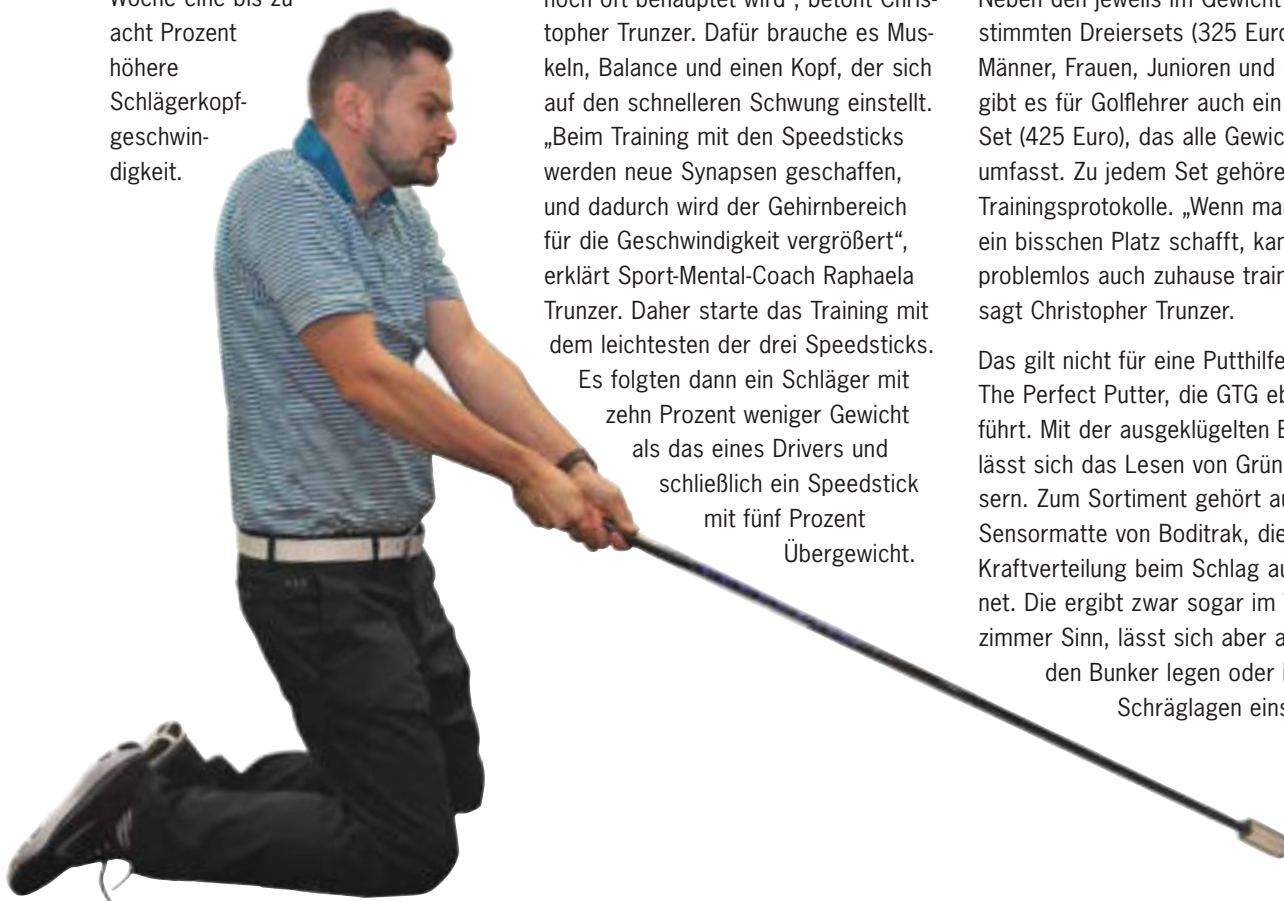 Woche eine bis zu
acht Prozent
höhere
Schlägerkopf-
geschwin-
digkeit.
noch oft behauptet wird“, betont Chris-
topher Trunzer. Dafür brauche es Mus-
keln, Balance und einen Kopf, der sich
auf den schnelleren Schwung einstellt.
„Beim Training mit den Speedsticks
werden neue Synapsen geschaffen,
und dadurch wird der Gehirnbereich
für die Geschwindigkeit vergrößert“,
erklärt Sport-Mental-Coach Raphaela
Trunzer. Daher starte das Training mit
dem leichtesten der drei Speedsticks.
Es folgten dann ein Schläger mit
zehn Prozent weniger Gewicht
als das eines Drivers und
schließlich ein Speedstick
mit fünf Prozent
Übergewicht.
Neben den jeweils im Gewicht
stimmten Dreiersets (325 Euro
Männer, Frauen, Junioren und
gibt es für Golflehrer auch ein
Set (425 Euro), das alle Gewic
umfasst. Zu jedem Set gehöre
Trainingsprotokolle. „Wenn ma
ein bisschen Platz schafft, kan
problemlos auch zuhause train
sagt Christopher Trunzer.
Das gilt nicht für eine Putthilfe
The Perfect Putter, die GTG eb
führt. Mit der ausgeklügelten
lässt sich das Lesen von Grün
sern. Zum Sortiment gehört au
Sensormatte von Boditrak, die
Kraftverteilung beim Schlag au
net. Die ergibt zwar sogar im
zimmer Sinn, lässt sich aber a
den Bunker legen oder i
Schräglagen eins